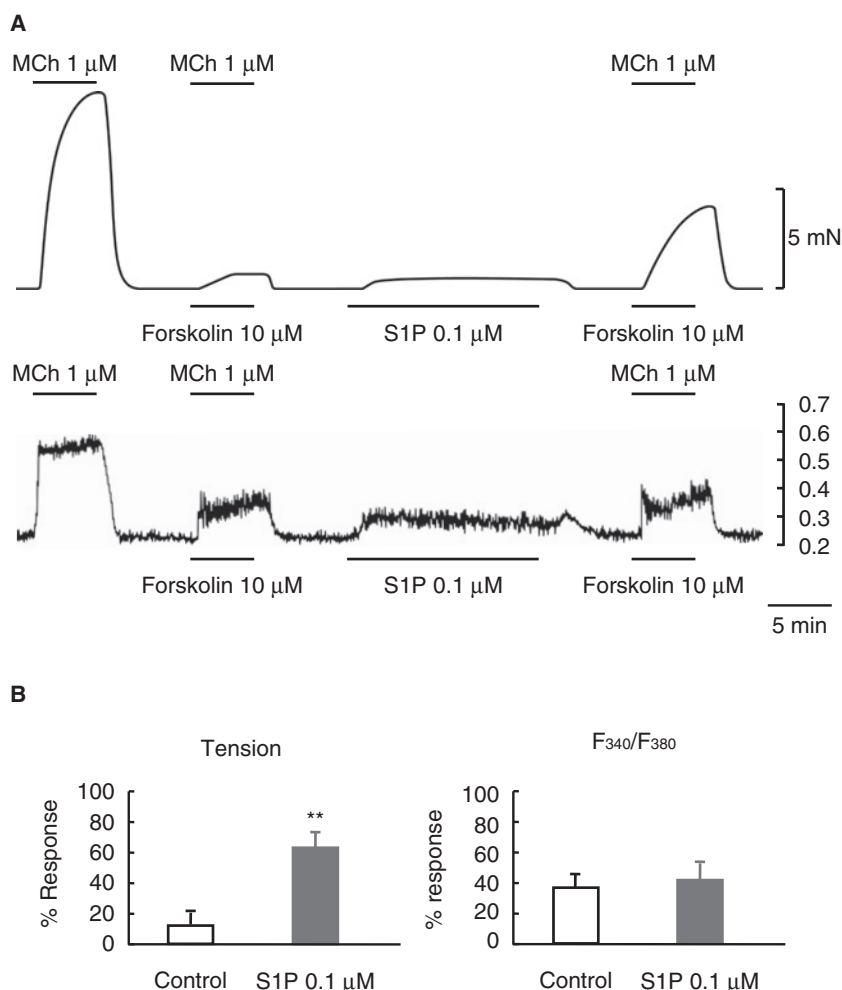 A
MCh 1 μM MCh 1 μM MCh 1 μM
5 mN
Forskolin 10 μM S1P 0.1 μM Forskolin 10 μM
MCh 1 μM MCh 1 μM MCh 1 μM
0.7
0.6
0.5
0.4
0.3
0.2
Forskolin 10 μM S1P 0.1 μM Forskolin 10 μM
5 min
B
Tension
% Response
100
80
60
40
20
0
**
Control S1P 0.1 μM
F340/F380
% response
100
80
60
40
20
0
Control S1P 0.1 μM